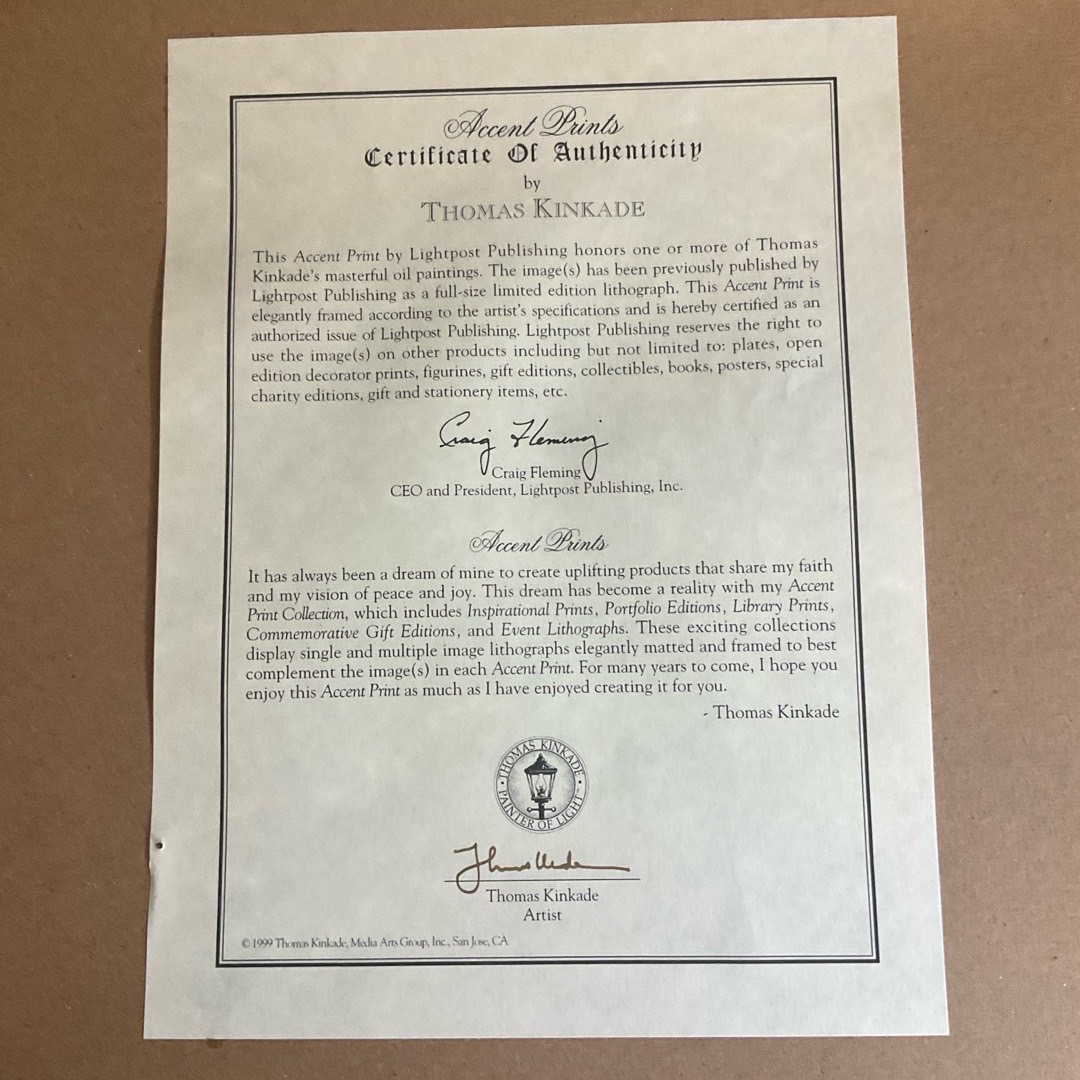 Accent Prints
Certificate Of Authenticity
by
THOMAS KINKADE
This Accent Print by Lightpost Publishing honors one or more of Thomas
Kinkade's masterful oil paintings. The image(s) has been previously published by
Lightpost Publishing as a full-size limited edition lithograph. This Accent Print is
elegantly framed according to the artist's specifications and is hereby certified as an
authorized issue of Lightpost Publishing. Lightpost Publishing reserves the right to
use the image(s) on other products including but not limited to: plates, open
edition decorator prints, figurines, gift editions, collectibles, books, posters, special
charity editions, gift and stationery items, etc.
Craig Fleming
Craig Fleming
CEO and President, Lightpost Publishing, Inc.
Accent Prints
It has always been a dream of mine to create uplifting products that share my faith
and my vision of peace and joy. This dream has become a reality with my Accent
Print Collection, which includes Inspirational Prints, Portfolio Editions, Library Prints,
Commemorative Gift Editions, and Event Lithographs. These exciting collections
display single and multiple image lithographs elegantly matted and framed to best
complement the image(s) in each Accent Print. For many years to come, I hope you
enjoy this Accent Print as much as I have enjoyed creating it for you.
- Thomas Kinkade
THOMAS KINKADE
PAINTER OF LIGHT™
Thomas Kinkade
Artist
© 1999 Thomas Kinkade, Media Arts Group, Inc., San Jose, CA